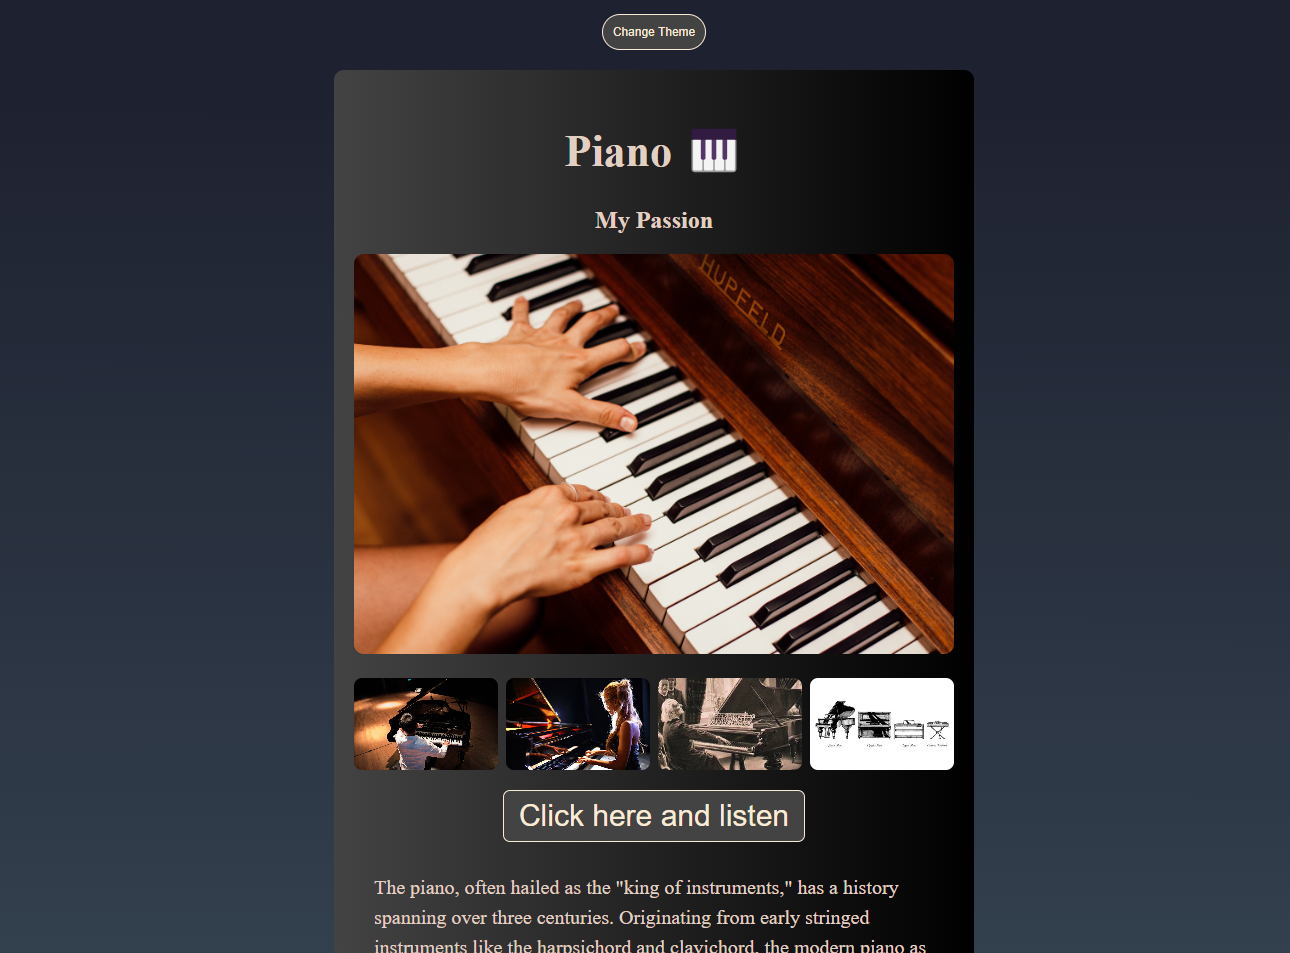 Change Theme
Piano
My Passion
HUPFELD
Click here and listen
The piano, often hailed as the "king of instruments," has a history
spanning over three centuries. Originating from early stringed
instruments like the harpsichord and clavichord, the modern piano as